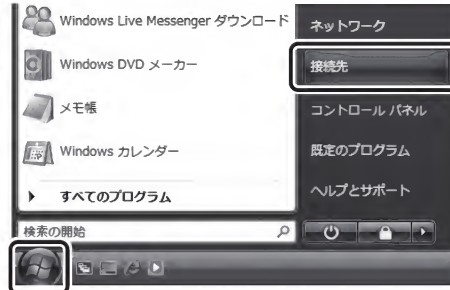 Windows Live Messenger ダウンロード
Windows DVD メーカー
メモ帳
Windows カレンダー
すべてのプログラム
検索の開始
ネットワーク
接続先
コントロール パネル
既定のプログラム
ヘルプとサポート